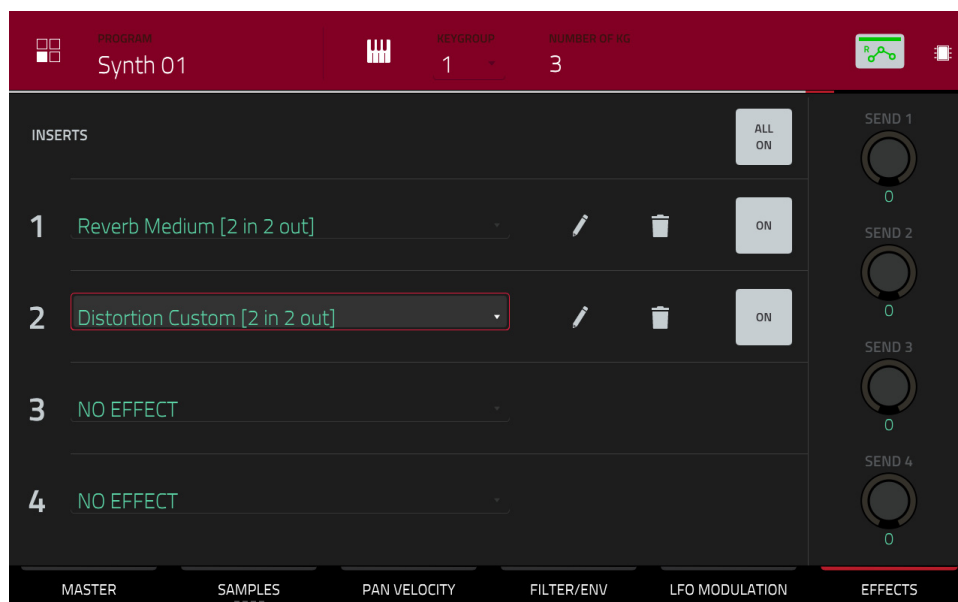 PROGRAM KEYGROUP NUMBER OF KG
Synth 01 1 3
R
INSERTS
ALL
ON
SEND 1
0
1 Reverb Medium [2 in 2 out] ON
SEND 2
0
2 Distortion Custom [2 in 2 out] ON
SEND 3
0
3 NO EFFECT
SEND 4
0
4 NO EFFECT
MASTER SAMPLES PAN VELOCITY FILTER/ENV LFO MODULATION EFFECTS